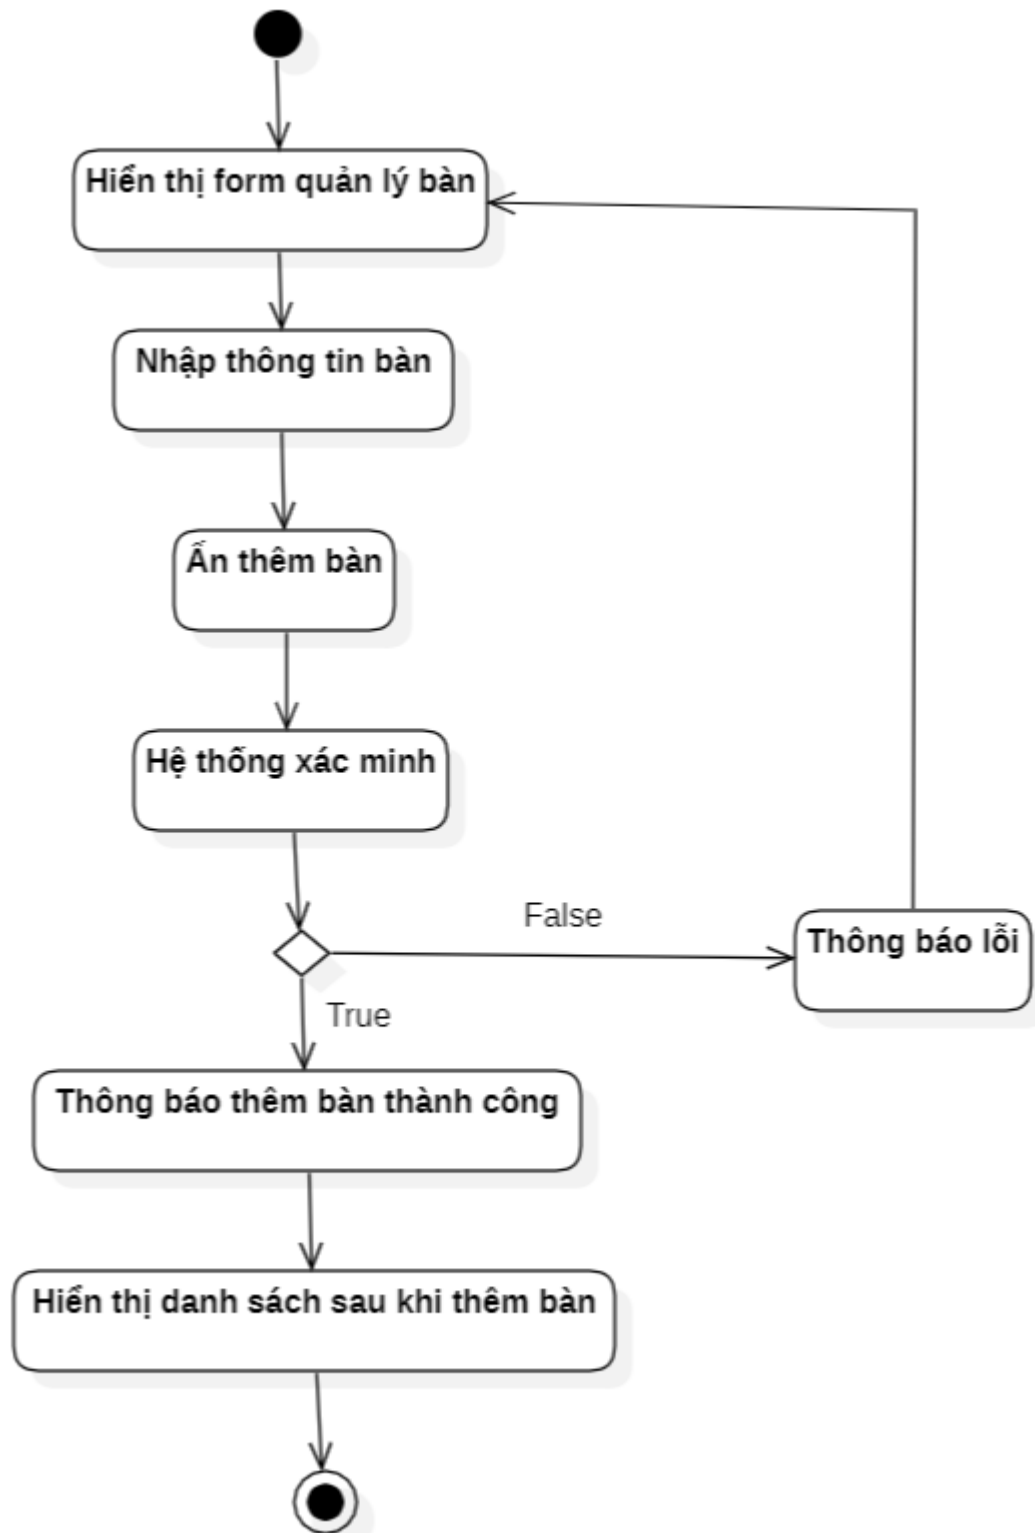 Hiển thị form quản lý bàn
Nhập thông tin bàn
Ấn thêm bàn
Hệ thống xác minh
False
Thông báo lỗi
True
Thông báo thêm bàn thành công
Hiển thị danh sách sau khi thêm bàn